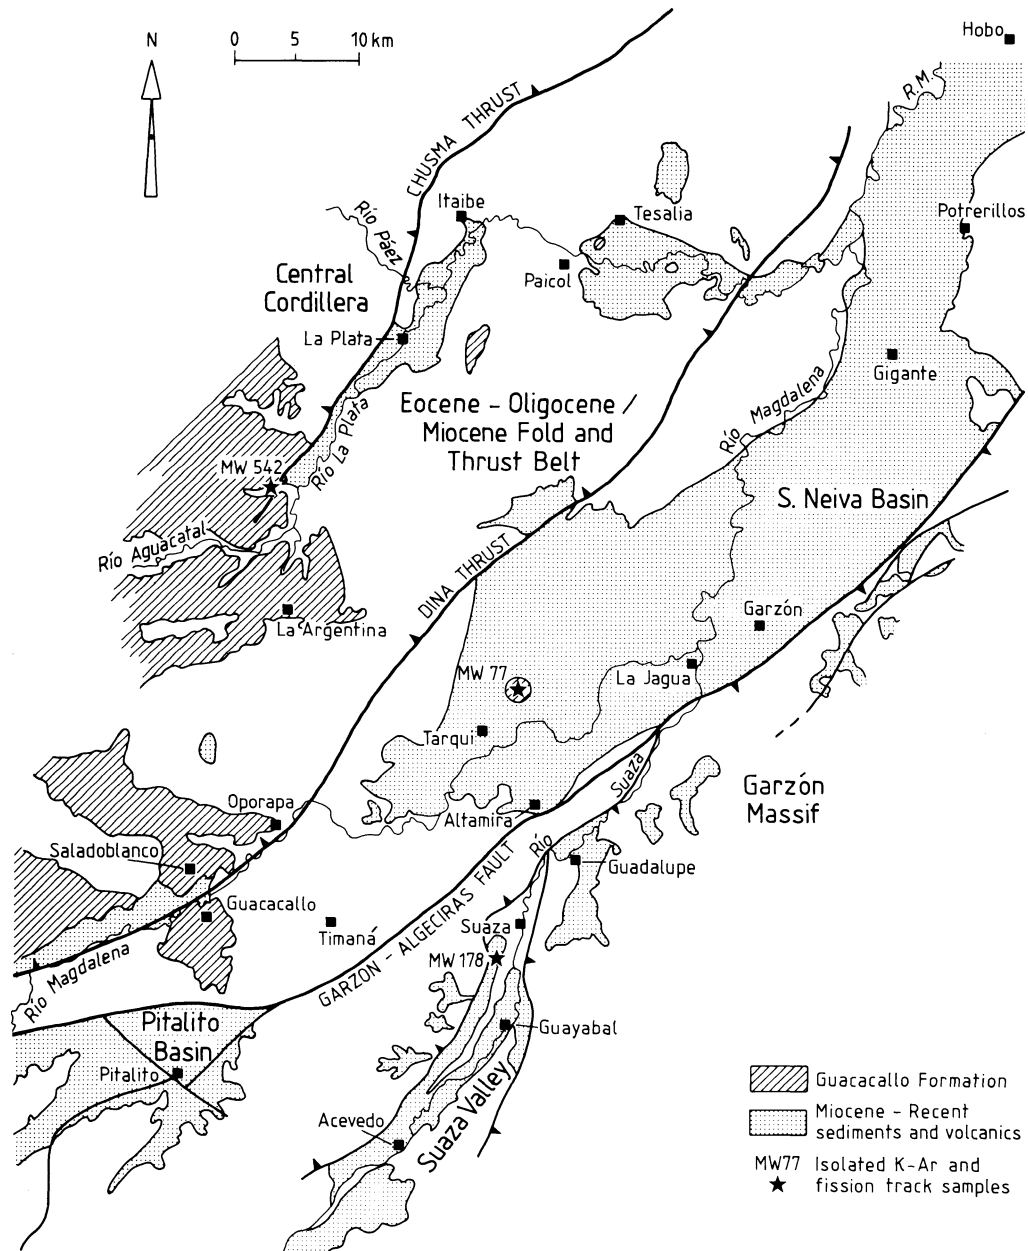 Hobo
N
0 5 10 km
R.M.
CHUSMA THRUST
Itaibe
Río Páez
Tesalia
Potrerillos
Central
Cordillera
Paicol
La Plata
Gigante
Eocene – Oligocene /
Miocene Fold and
Thrust Belt
Río Magdalena
Río La Plata
MW 542
S. Neiva Basin
Río Aguacatal
DINA THRUST
Garzón
La Argentina
MW 77
La Jagua
Tarqui
Suaza
Río
Garzón
Massif
Oporapa
Altamira
Saladoblanco
Guadalupe
Guacacallo
Timaná
GARZON - ALGECIRAS FAULT
Suaza
MW 178
Río Magdalena
Pitalito
Basin
Guayabal
Pitalito
Suaza Valley
Acevedo
Guacacallo Formation
Miocene – Recent
sediments and volcanics
MW77 Isolated K-Ar and
fission track samples